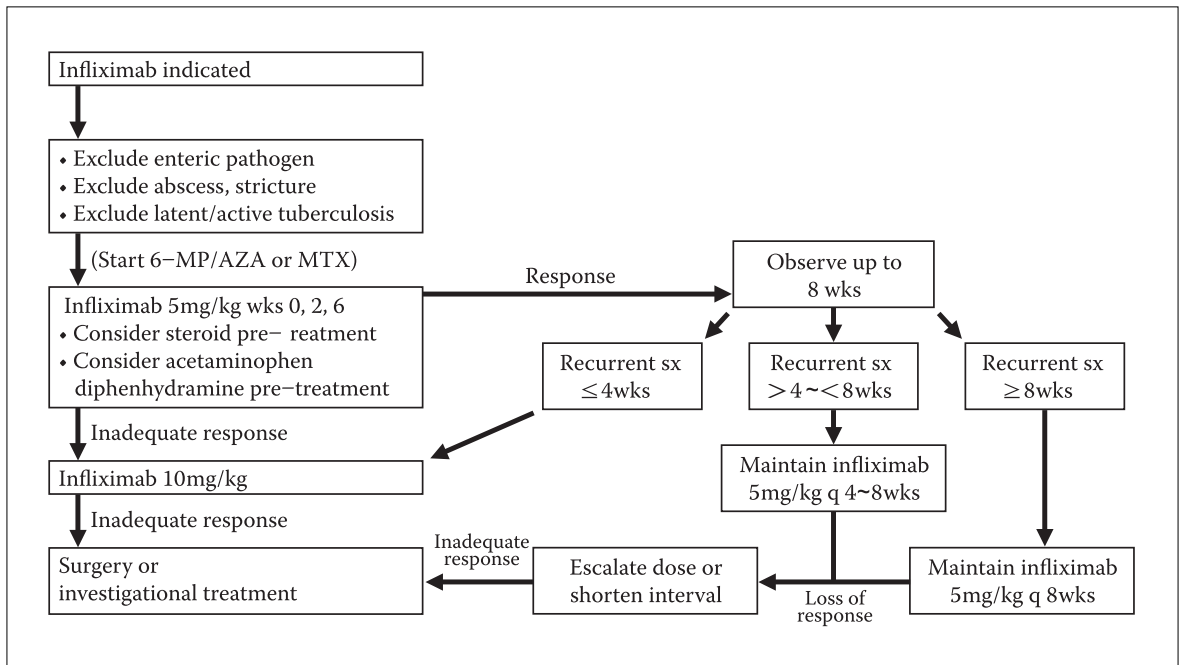 Infliximab indicated
• Exclude enteric pathogen
• Exclude abscess, stricture
• Exclude latent/active tuberculosis
(Start 6−MP/AZA or MTX)
Infliximab 5mg/kg wks 0, 2, 6
• Consider steroid pre− reatment
• Consider acetaminophen
diphenhydramine pre−treatment
Response
Observe up to
8 wks
Recurrent sx
≤4wks
Recurrent sx
>4~<8wks
Recurrent sx
≥8wks
Inadequate response
Infliximab 10mg/kg
Inadequate response
Maintain infliximab
5mg/kg q 4~8wks
Surgery or
investigational treatment
Inadequate
response
Escalate dose or
shorten interval
Loss of
response
Maintain infliximab
5mg/kg q 8wks